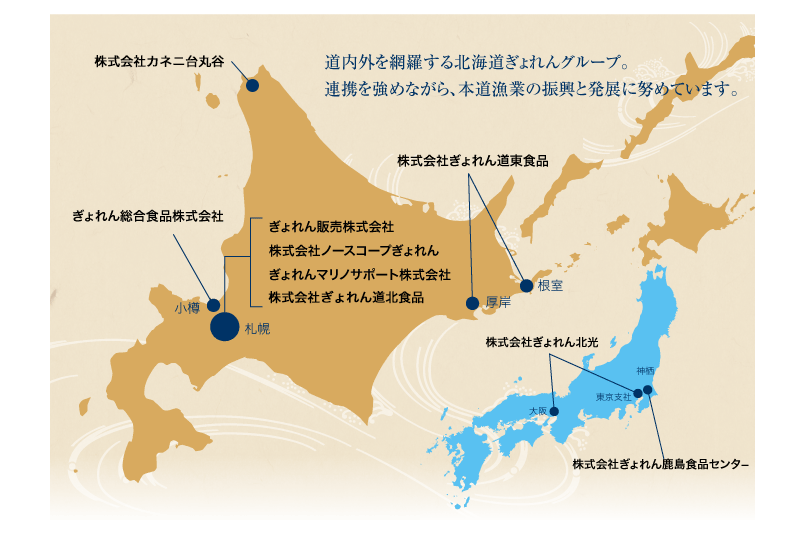 道内外を網羅する北海道ぎょれんグループ。
連携を強めながら、本道漁業の振興と発展に努めています。
株式会社カネニ台丸谷
株式会社ぎょれん道東食品
ぎょれん総合食品株式会社
ぎょれん販売株式会社
株式会社ノースコープぎょれん
ぎょれんマリノサポート株式会社
株式会社ぎょれん道北食品
小樽
札幌
厚岸
根室
株式会社ぎょれん北光
神栖
東京支社
大阪
株式会社ぎょれん鹿島食品センター